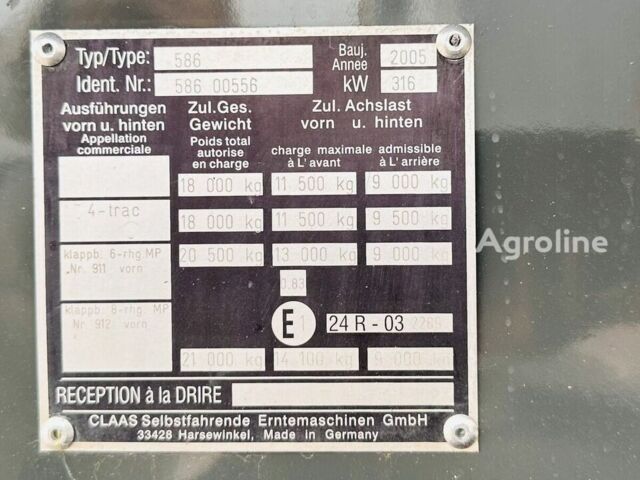 Typ/Type: 586 Bauj. Année 2005
Ident. Nr.: 586 00556 kW 316
Ausführungen vorn u. hinten
Appellation commerciale
Zul.Ges. Gewicht
Poids total autorise en charge
Zul. Achslast vorn u. hinten
charge maximale admissible
à L'avant à L'arrière
18 000 kg 11 500 kg 9 000 kg
4-trac 18 000 kg 11 500 kg 9 500 kg
klappb. 6-rhg.MP Nr. 911 vorn 20 500 kg 13 000 kg 9 000 kg
0.83
klappb. 8-rhg. MP Nr. 912 vorn
E 1 24 R - 03
21 000 kg 14 100 kg 9 000 kg
RECEPTION à la DRIRE
CLAAS Selbstfahrende Erntemaschinen GmbH
33428 Harsewinkel, Made in Germany
Agroline